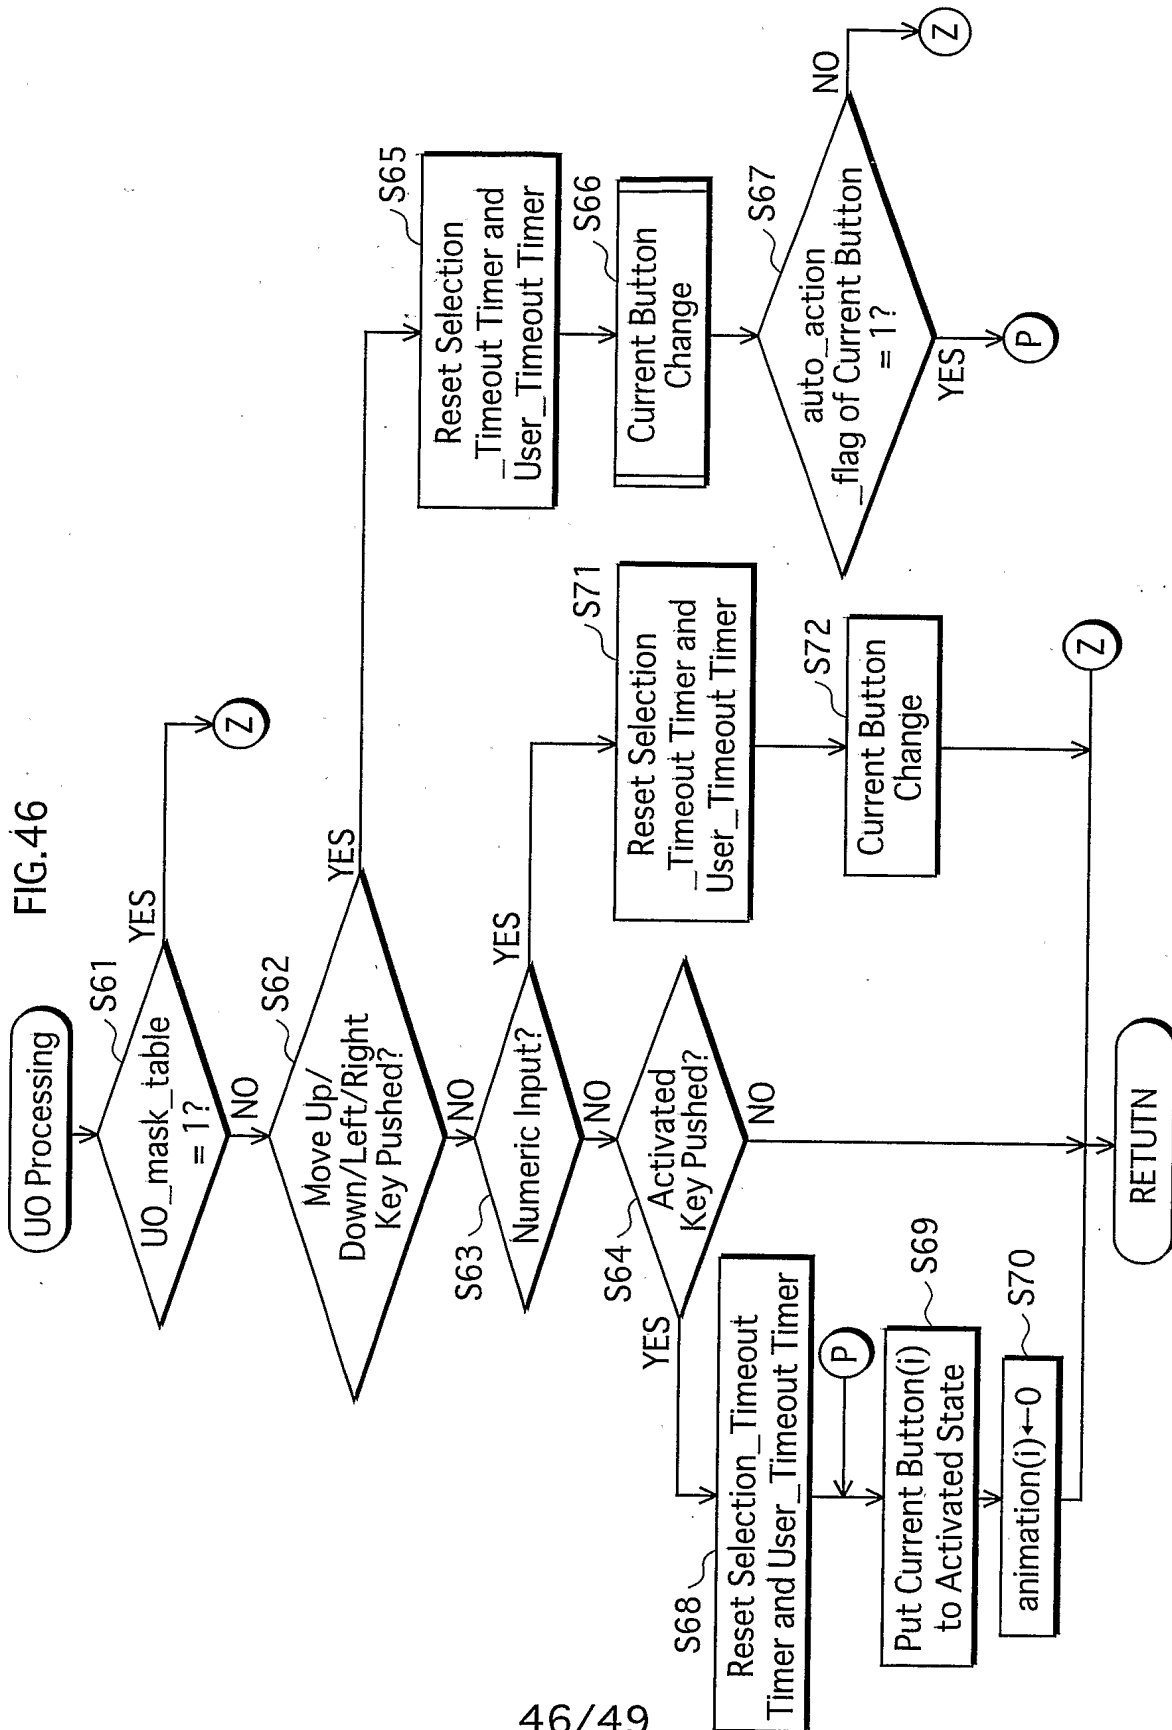 FIG.46
UO Processing
S61
UO_mask_table
= 1?
YES
Z
NO
S62
Move Up/
Down/Left/Right
Key Pushed?
YES
NO
S63
Numeric Input?
YES
NO
S64
Activated
Key Pushed?
YES
NO
S65
Reset Selection
_Timeout Timer and
User_Timeout Timer
S66
Current Button
Change
S67
auto_action
_flag of Current Button
= 1?
NO
Z
YES
P
S71
Reset Selection
_Timeout Timer and
User_Timeout Timer
S72
Current Button
Change
Z
S68
Reset Selection_Timeout
Timer and User_Timeout Timer
P
S69
Put Current Button(i)
to Activated State
S70
animation(i)←0
RETUTN
46/49